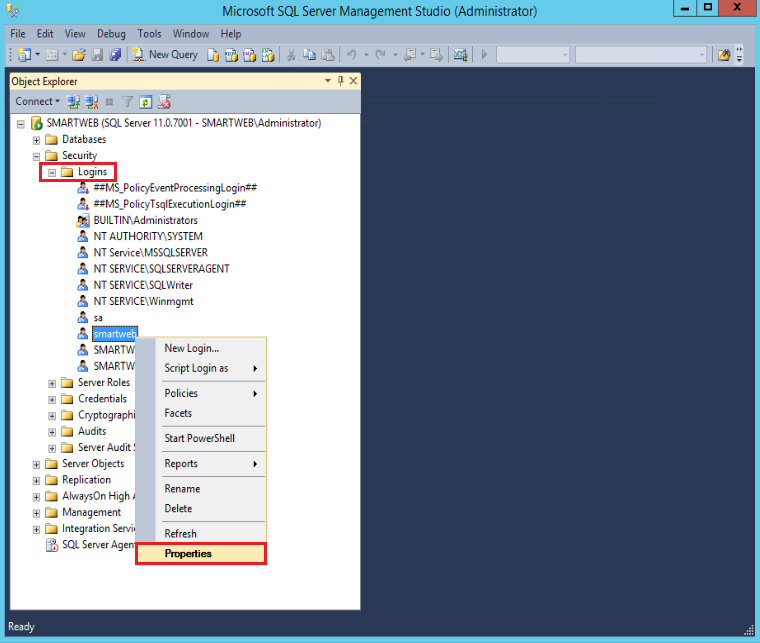 Microsoft SQL Server Management Studio (Administrator)
X
File Edit View Debug Tools Window Help
New Query
Object Explorer
Connect
SMARTWEB (SQL Server 11.0.7001 - SMARTWEB\Administrator)
Databases
Security
Logins
##MS_PolicyEventProcessingLogin##
##MS_PolicyTsqlExecutionLogin##
BUILTIN\Administrators
NT AUTHORITY\SYSTEM
NT Service\MSSQLSERVER
NT SERVICE\SQLSERVERAGENT
NT SERVICE\SQLWriter
NT SERVICE\Winmgmt
sa
smartweb
SMARTW
SMARTW
Server Roles
Credentials
Cryptographi
Audits
Server Audit S
Server Objects
Replication
AlwaysOn High A
Management
Integration Servic
SQL Server Agent
New Login...
Script Login as
Policies
Facets
Start PowerShell
Reports
Rename
Delete
Refresh
Properties
Ready